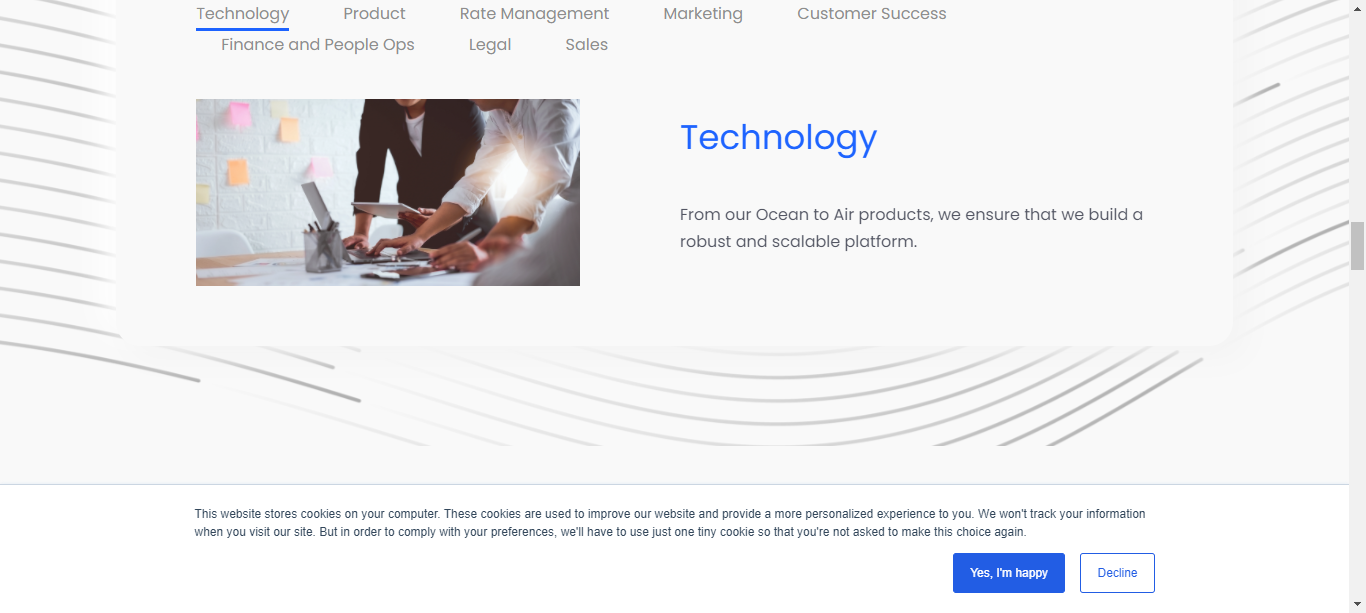 Technology Product Rate Management Marketing Customer Success
Finance and People Ops Legal Sales
Technology
From our Ocean to Air products, we ensure that we build a
robust and scalable platform.
This website stores cookies on your computer. These cookies are used to improve our website and provide a more personalized experience to you. We won't track your information
when you visit our site. But in order to comply with your preferences, we'll have to use just one tiny cookie so that you're not asked to make this choice again.
Yes, I'm happy Decline